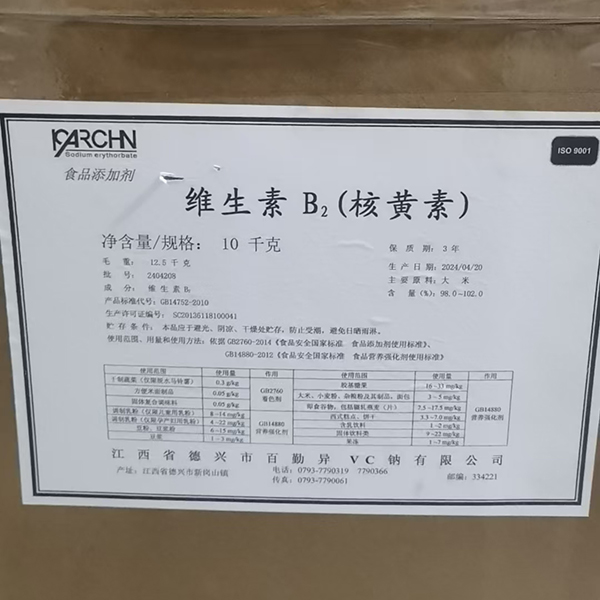 KARCHN
Sodium erythorbate
ISO 9001
食品添加剂
维生素 B₂(核黄素)
净含量/规格: 10 千克
保 质 期: 3 年
毛 重: 12.5 千克
生 产 日 期: 2024/04/20
批 号: 2404208
主 要 原 料: 大 米
成 分: 维 生 素 B₂
含 量(%): 98.0~102.0
产品标准代号: GB14752-2010
生产许可证编号: SC20136118100041
贮 存 条 件: 本品应于避光、阴凉、干燥处贮存, 防止受潮, 避免日晒雨淋。
使用范围、用量和使用方法: 依据 GB2760-2014《食品安全国家标准 食品添加剂使用标准》、
GB14880-2012《食品安全国家标准 食品营养强化剂使用标准》
使用范围 使用量 作用 使用范围 使用量 作用
干制蔬菜(仅限脱水马铃薯) 0.3 g/kg GB2760 着色剂 胶基糖果 16~33 mg/kg GB14880 营养强化剂
方便米面制品 0.05 g/kg 大米, 小麦粉, 杂粮粉及其制品, 面包 3~5 mg/kg
固体复合调味料 0.05 g/kg 即食谷物, 包括碾轧燕麦(片) 7.5~17.5 mg/kg
调制乳粉(仅限儿童用乳粉) 8~14 mg/kg GB14880 营养强化剂 西式糕点、饼干 3.3~7.0 mg/kg
调制乳粉(仅限孕产妇用乳粉) 4~22 mg/kg 含乳饮料 1~2 mg/kg
豆粉、豆浆粉 6~15 mg/kg 固体饮料类 9~22 mg/kg
豆浆 1~3 mg/kg 果冻 1~7 mg/kg
江 西 省 德 兴 市 百 勤 异 VC 钠 有 限 公 司
产址: 江西省德兴市新岗山镇 电话: 0793-7790319 7790366 邮编: 334221
传真: 0793-7790061